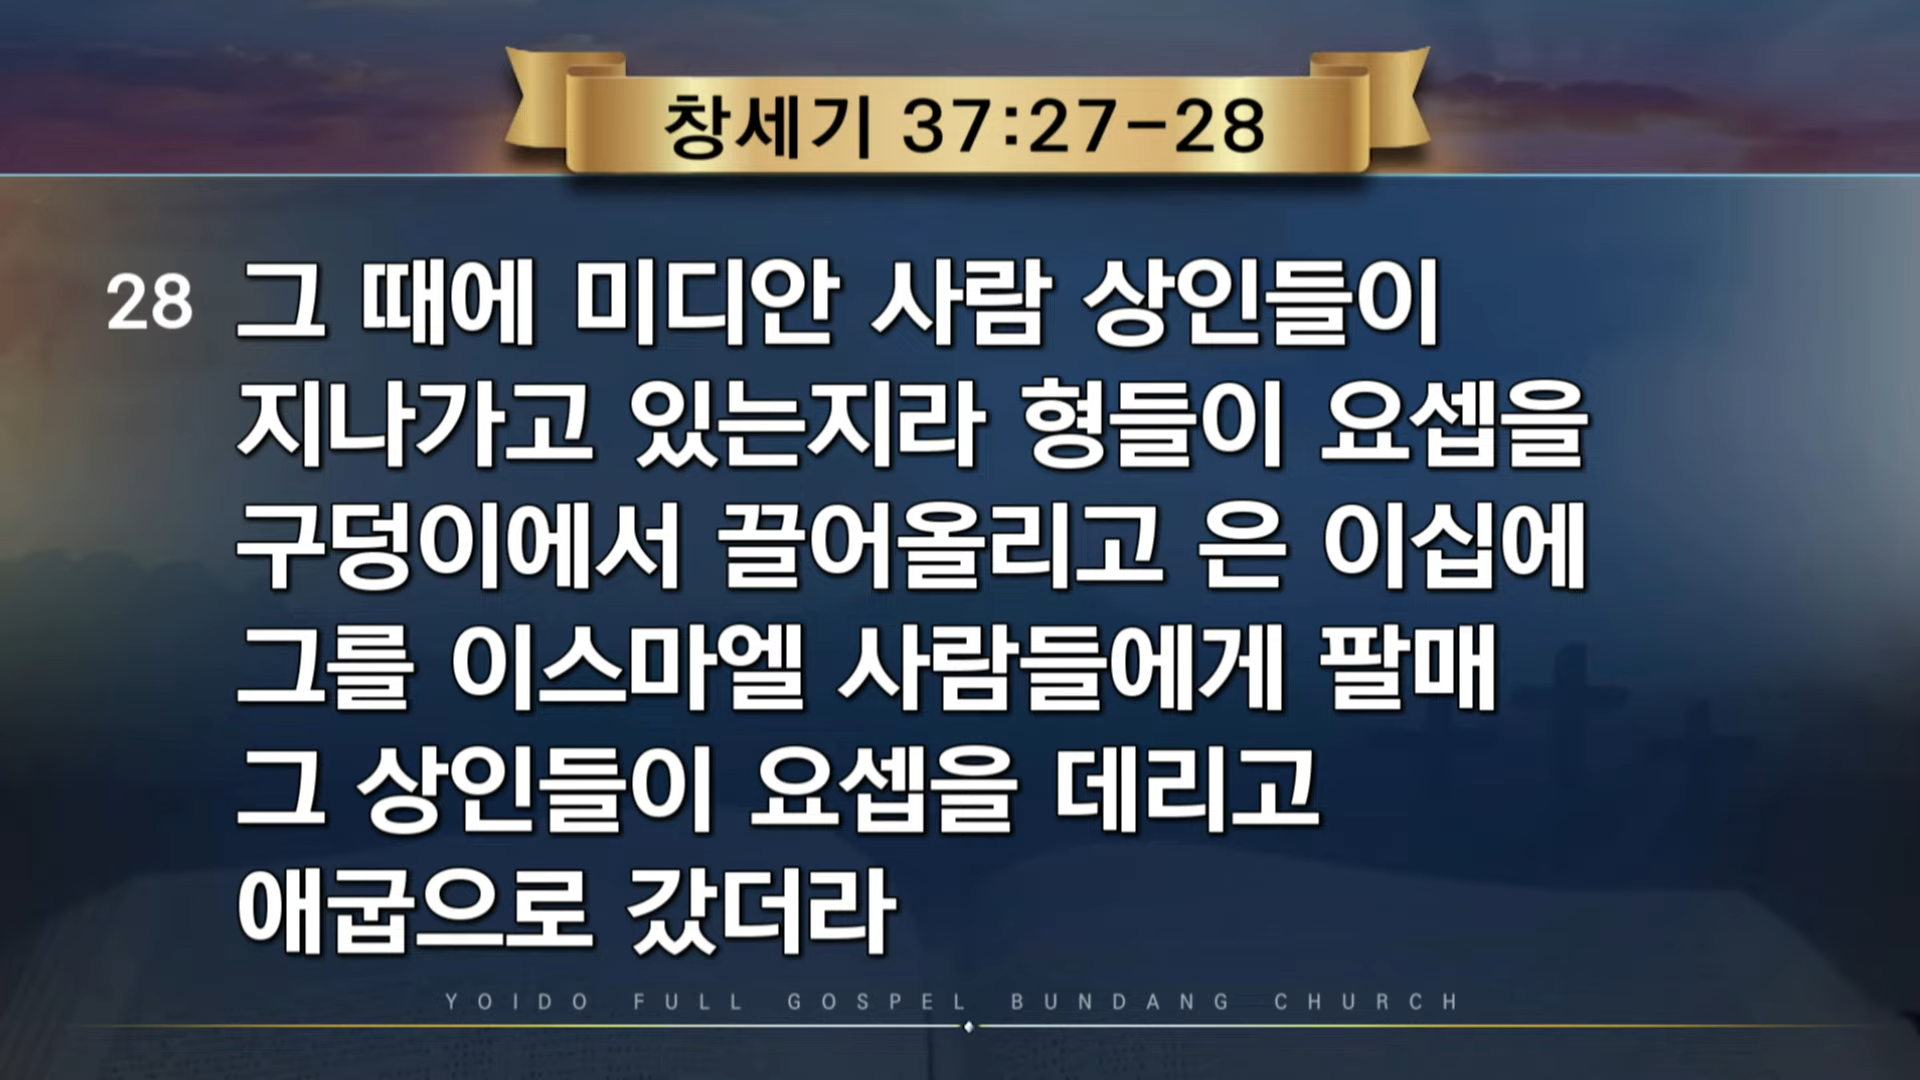 창세기 37:27-28
28 그 때에 미디안 사람 상인들이
지나가고 있는지라 형들이 요셉을
구덩이에서 끌어올리고 은 이십에
그를 이스마엘 사람들에게 팔매
그 상인들이 요셉을 데리고
애굽으로 갔더라
YOIDO FULL GOSPEL BUNDANG CHURCH